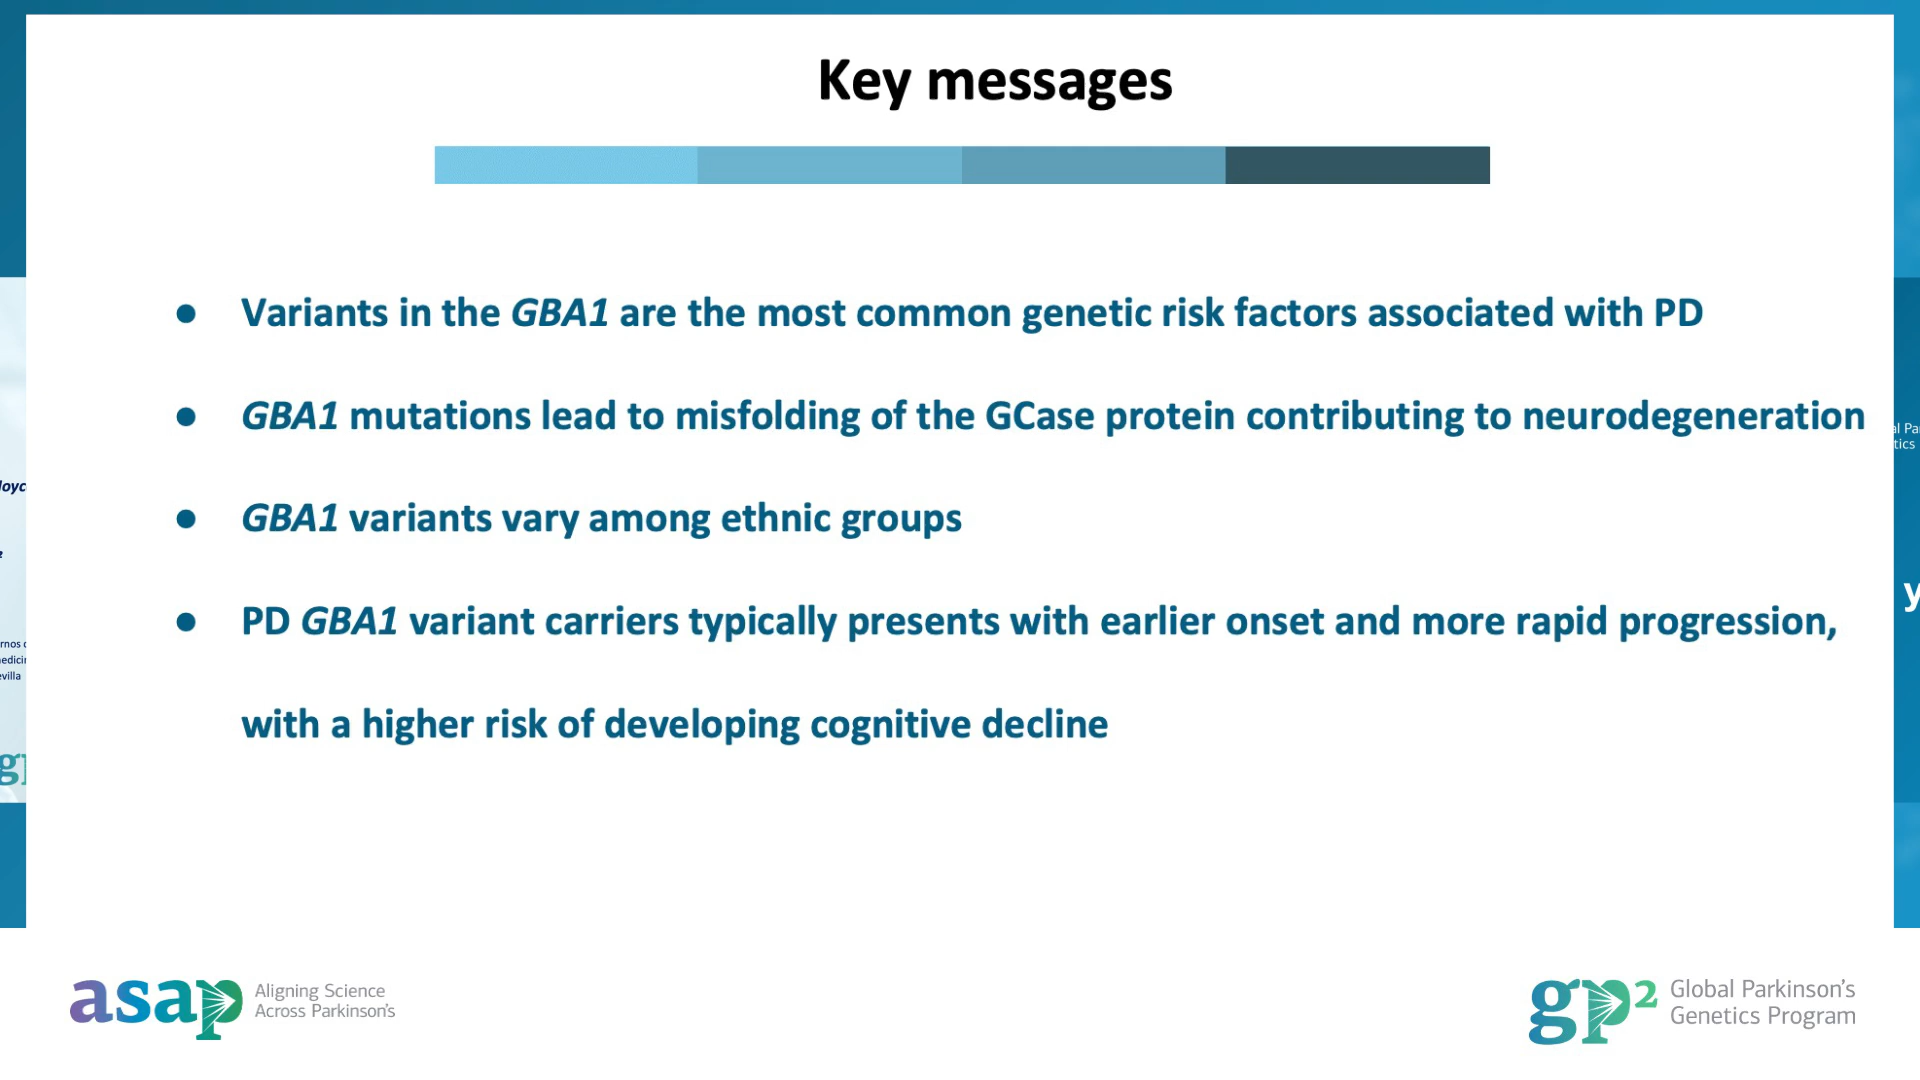 Key messages
● Variants in the GBA1 are the most common genetic risk factors associated with PD
● GBA1 mutations lead to misfolding of the GCase protein contributing to neurodegeneration
● GBA1 variants vary among ethnic groups
● PD GBA1 variant carriers typically presents with earlier onset and more rapid progression,
with a higher risk of developing cognitive decline
asap Aligning Science
Across Parkinson's
gp2 Global Parkinson's
Genetics Program